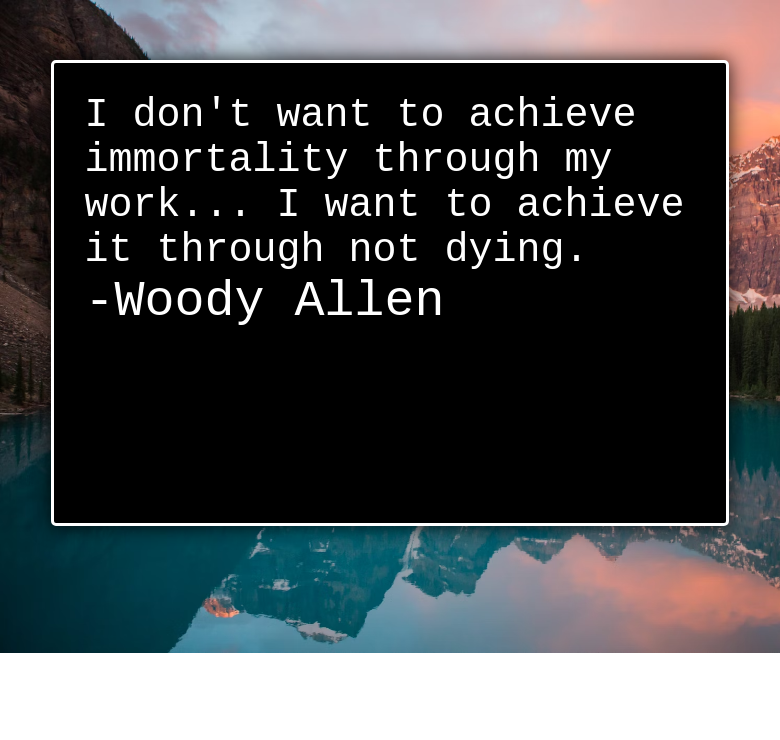 I don't want to achieve
immortality through my
work... I want to achieve
it through not dying.
-Woody Allen